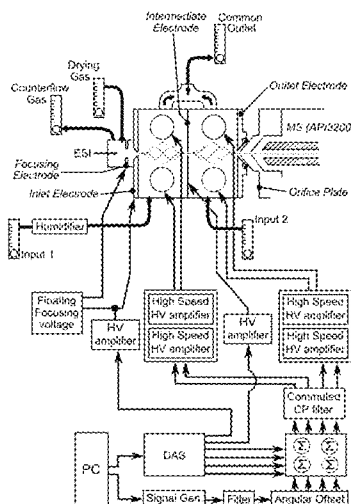 Intermediate
Electrode
Common
Outlet
Drying
Gas
Counterflow
Gas
Outlet Electrode
MS (API3200
ESI
Focusing
Electrode
Inlet Electrode
Orifice Plate
Humidifier
Input 1
Input 2
Floating
Focusing
voltage
HV
amplifier
High Speed
HV amplifier
High Speed
HV amplifier
HV
amplifier
High Speed
HV amplifier
High Speed
HV amplifier
Commuted
CP filter
PC
DAS
Σ Σ
Σ Σ
Signal Gen
Filter
Angular Offset